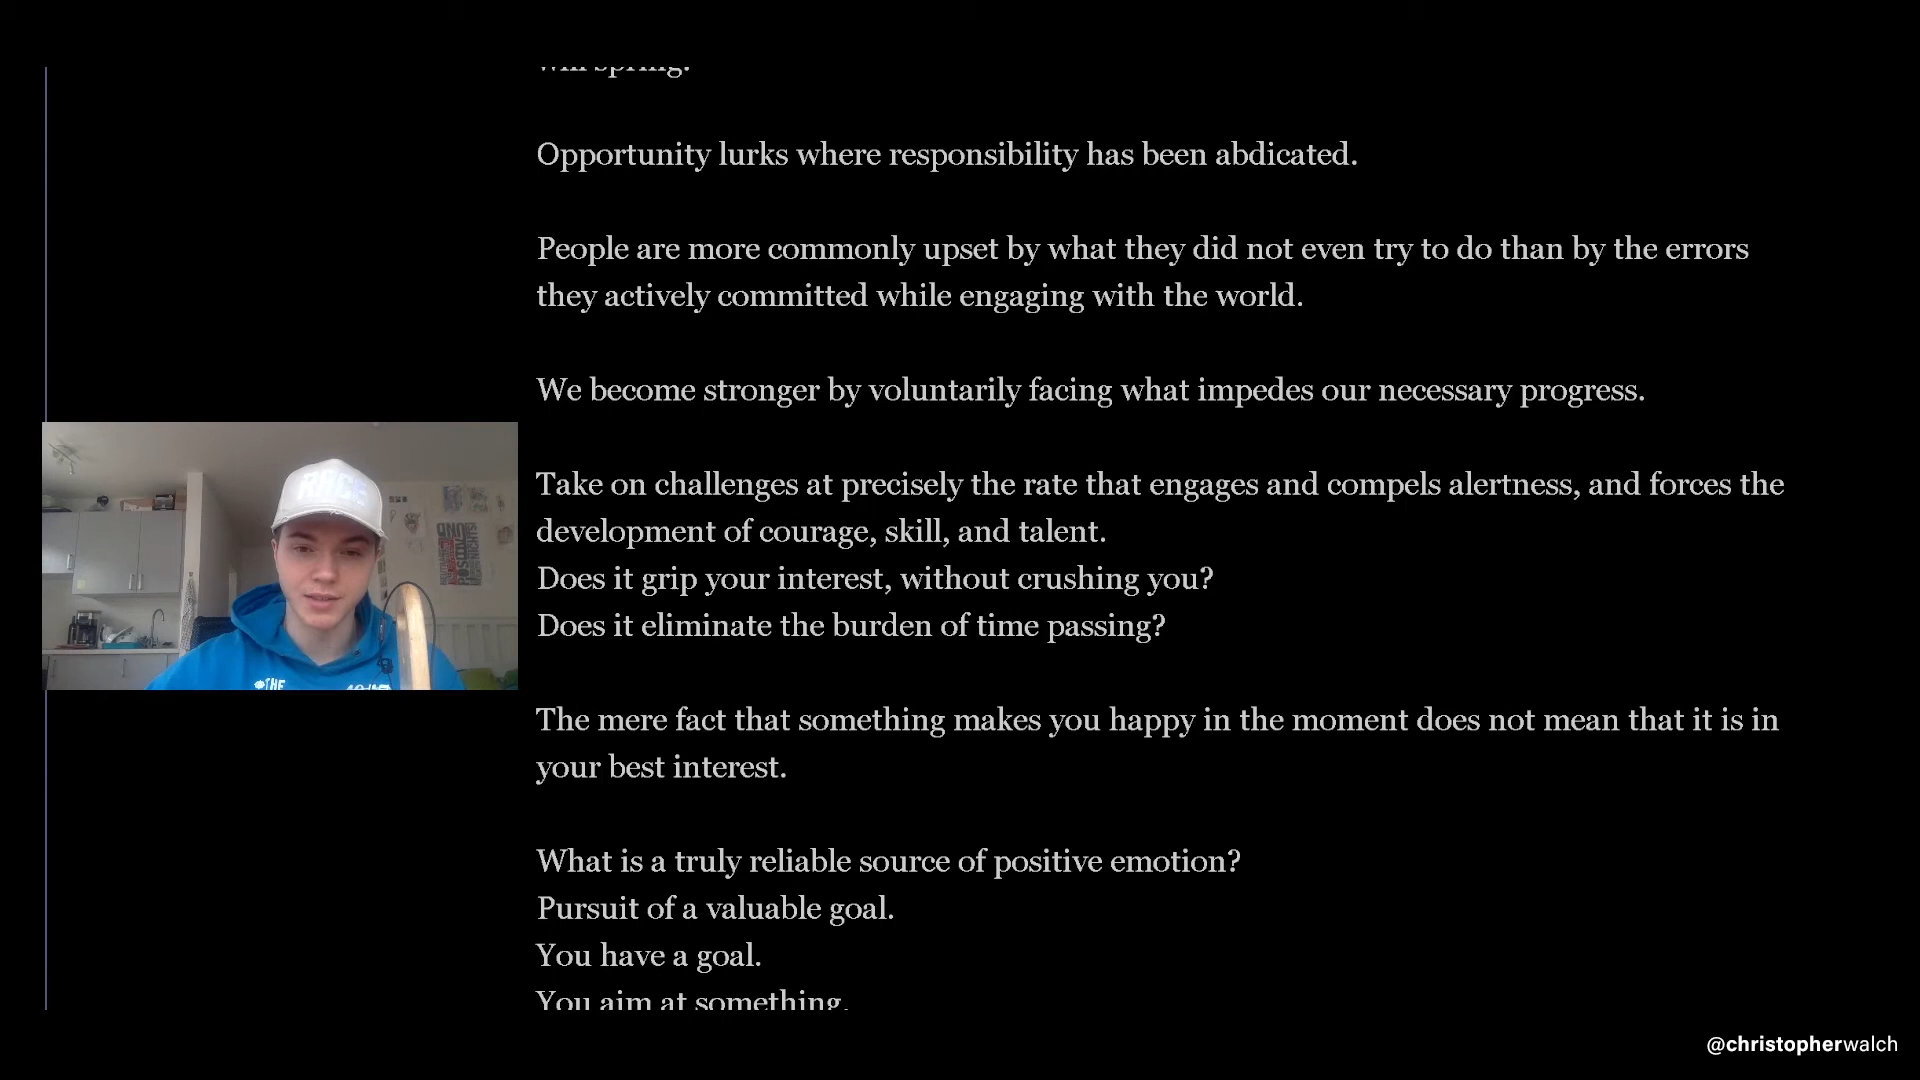 will spring.
Opportunity lurks where responsibility has been abdicated.
People are more commonly upset by what they did not even try to do than by the errors
they actively committed while engaging with the world.
We become stronger by voluntarily facing what impedes our necessary progress.
Take on challenges at precisely the rate that engages and compels alertness, and forces the
development of courage, skill, and talent.
Does it grip your interest, without crushing you?
Does it eliminate the burden of time passing?
The mere fact that something makes you happy in the moment does not mean that it is in
your best interest.
What is a truly reliable source of positive emotion?
Pursuit of a valuable goal.
You have a goal.
You aim at something.
RACE
*THE
@christopherwalch